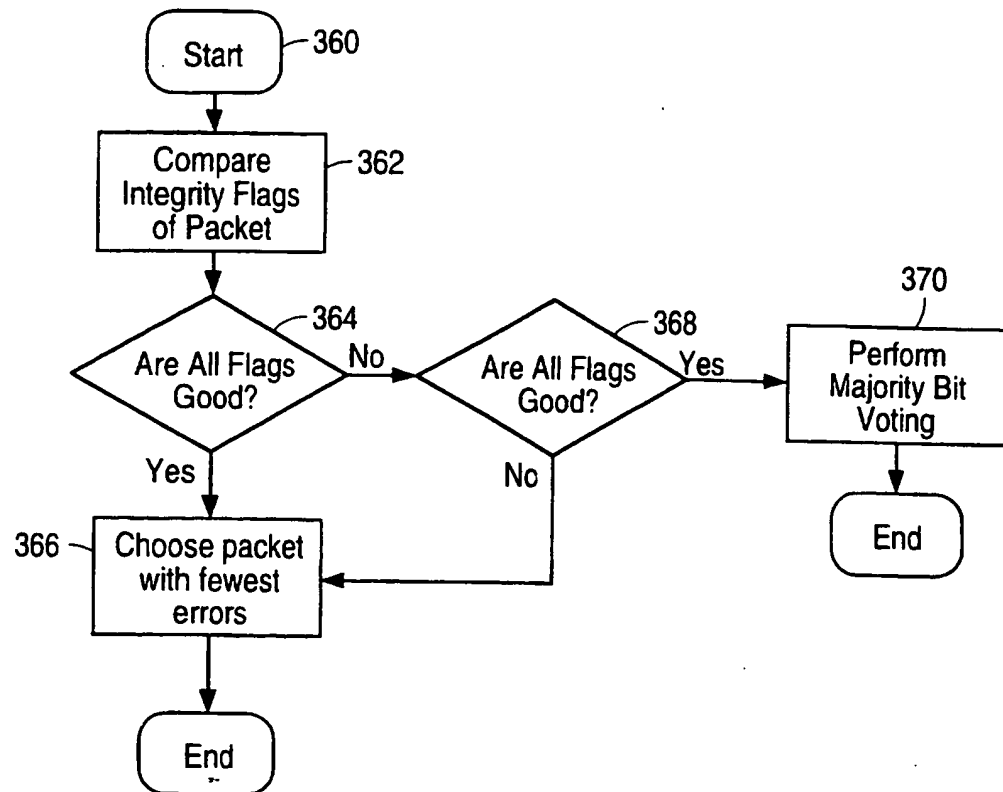 Start
360
Compare
Integrity Flags
of Packet
362
Are All Flags
Good?
364
No
Yes
Are All Flags
Good?
368
Yes
No
Perform
Majority Bit
Voting
370
End
366
Choose packet
with fewest
errors
End